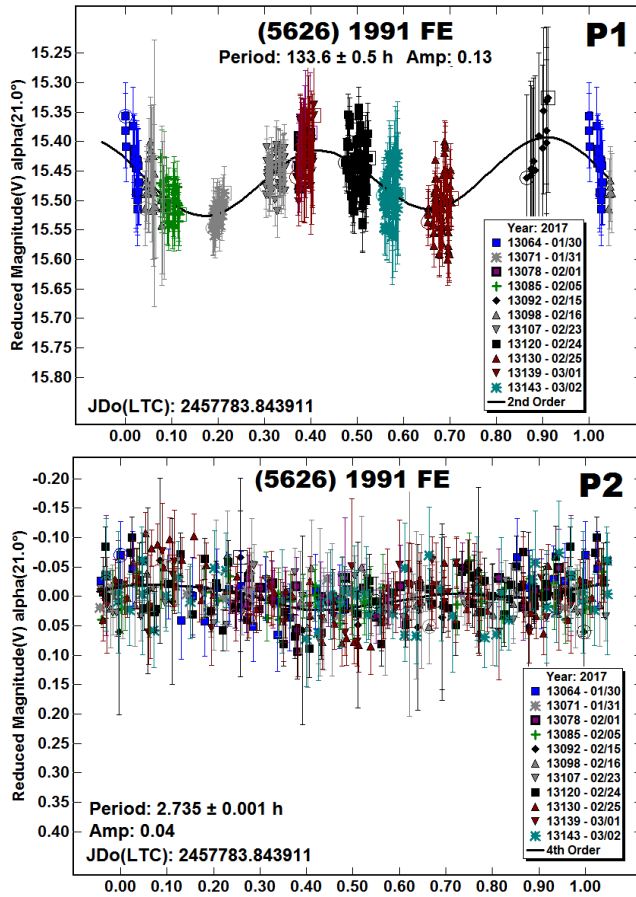 (5626) 1991 FE
P1
Period: 133.6 ± 0.5 h Amp: 0.13
Reduced Magnitude(V) alpha(21.0°)
15.25
15.30
15.35
15.40
15.45
15.50
15.55
15.60
15.65
15.70
15.75
15.80
Year: 2017
13064 - 01/30
13071 - 01/31
13078 - 02/01
13085 - 02/05
13092 - 02/15
13098 - 02/16
13107 - 02/23
13120 - 02/24
13130 - 02/25
13139 - 03/01
13143 - 03/02
2nd Order
JDo(LTC): 2457783.843911
0.00 0.10 0.20 0.30 0.40 0.50 0.60 0.70 0.80 0.90 1.00
(5626) 1991 FE
P2
Reduced Magnitude(V) alpha(21.0°)
-0.20
-0.15
-0.10
-0.05
0.00
0.05
0.10
0.15
0.20
0.25
0.30
0.35
0.40
Year: 2017
13064 - 01/30
13071 - 01/31
13078 - 02/01
13085 - 02/05
13092 - 02/15
13098 - 02/16
13107 - 02/23
13120 - 02/24
13130 - 02/25
13139 - 03/01
13143 - 03/02
4th Order
Period: 2.735 ± 0.001 h
Amp: 0.04
JDo(LTC): 2457783.843911
0.00 0.10 0.20 0.30 0.40 0.50 0.60 0.70 0.80 0.90 1.00